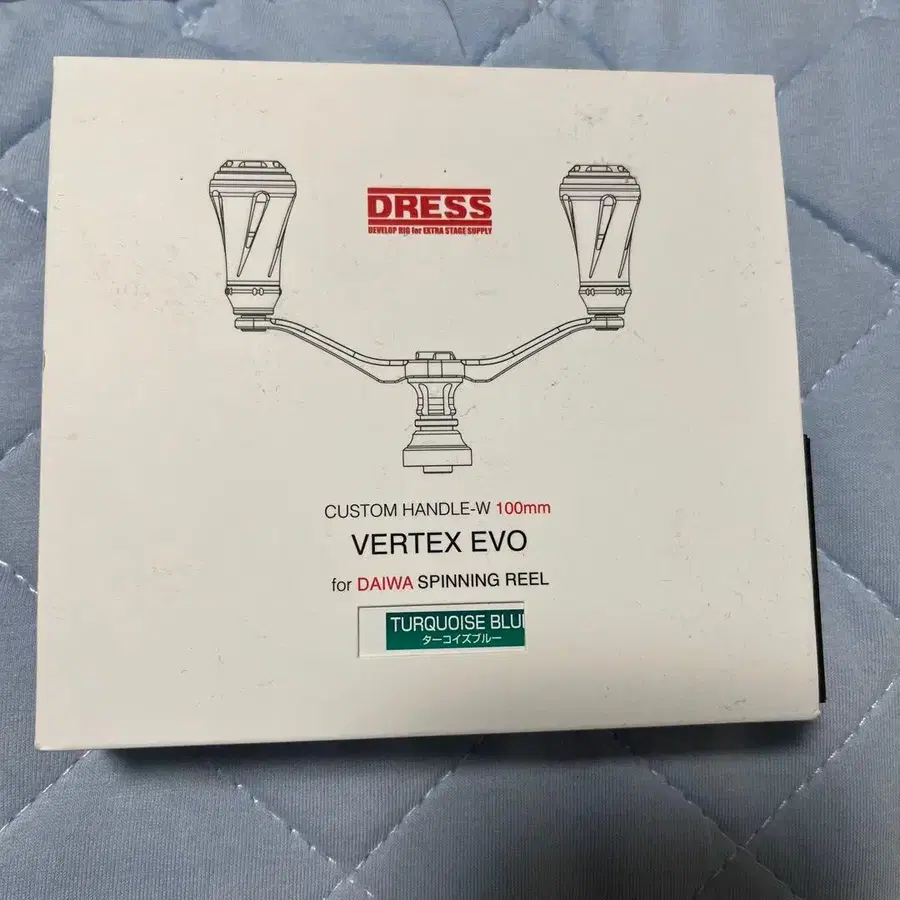 DRESS
DEVELOP RIG for EXTRA STAGE SUPPLY
CUSTOM HANDLE-W 100mm
VERTEX EVO
for DAIWA SPINNING REEL
TURQUOISE BLU
ターコイズブルー